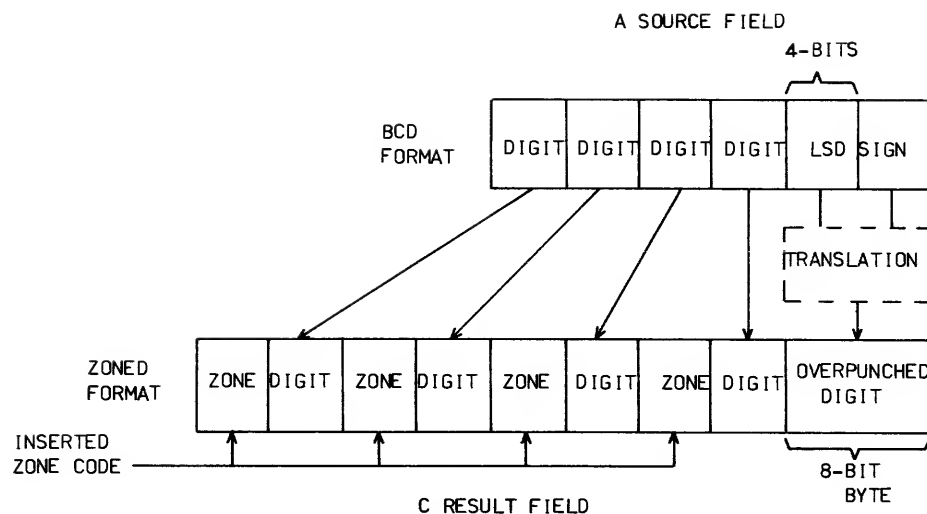 A SOURCE FIELD
4-BITS
BCD
FORMAT
DIGIT DIGIT DIGIT DIGIT LSD SIGN
TRANSLATION
ZONED
FORMAT
ZONE DIGIT ZONE DIGIT ZONE DIGIT ZONE DIGIT OVERPUNCHED
DIGIT
INSERTED
ZONE CODE
8-BIT
BYTE
C RESULT FIELD